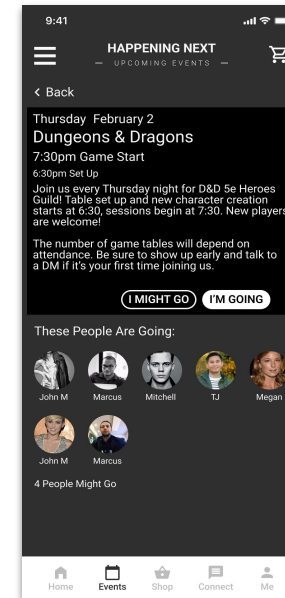 9:41
HAPPENING NEXT
— UPCOMING EVENTS —
< Back
Thursday February 2
Dungeons & Dragons
7:30pm Game Start
6:30pm Set Up
Join us every Thursday night for D&D 5e Heroes
Guild! Table set up and new character creation
starts at 6:30, sessions begin at 7:30. New players
are welcome!
The number of game tables will depend on
attendance. Be sure to show up early and talk to
a DM if it's your first time joining us.
I MIGHT GO I'M GOING
These People Are Going:
John M Marcus Mitchell TJ Megan
John M Marcus
4 People Might Go
Home Events Shop Connect Me